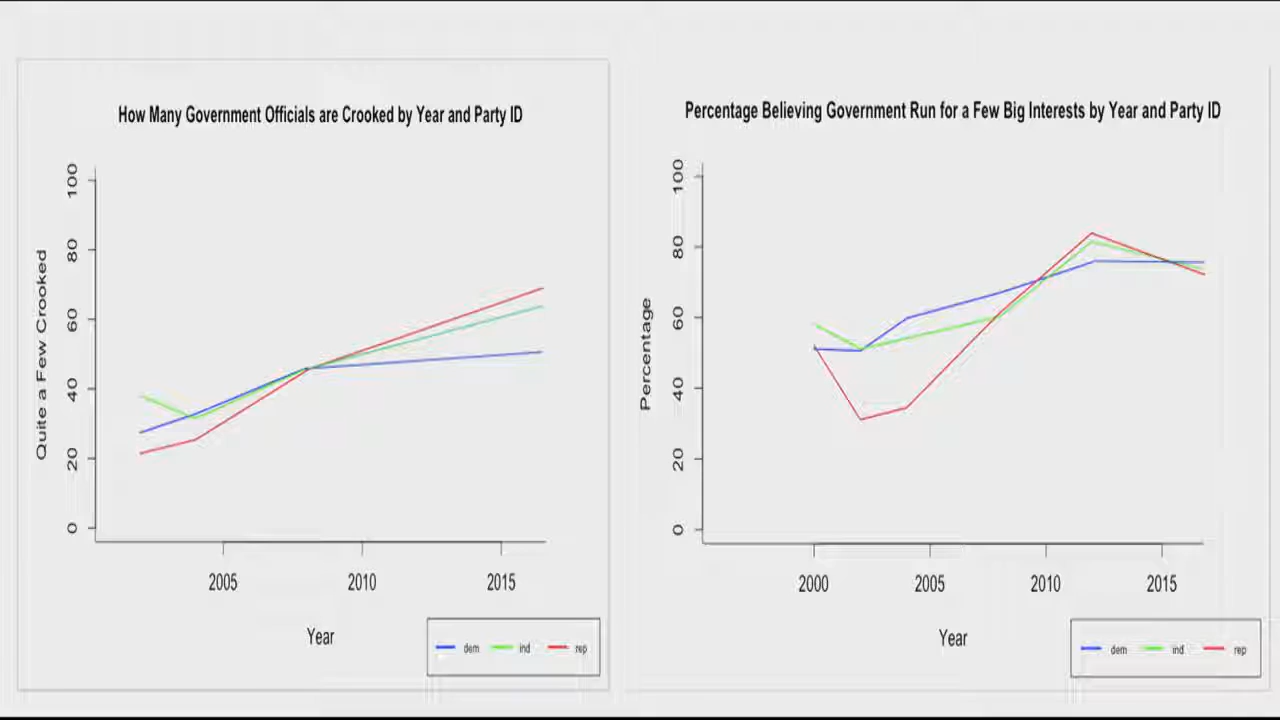 How Many Government Officials are Crooked by Year and Party ID
Quite a Few Crooked
100
80
60
40
20
0
2005 2010 2015
Year
dem ind rep
Percentage Believing Government Run for a Few Big Interests by Year and Party ID
Percentage
100
80
60
40
20
0
2000 2005 2010 2015
Year
dem ind rep